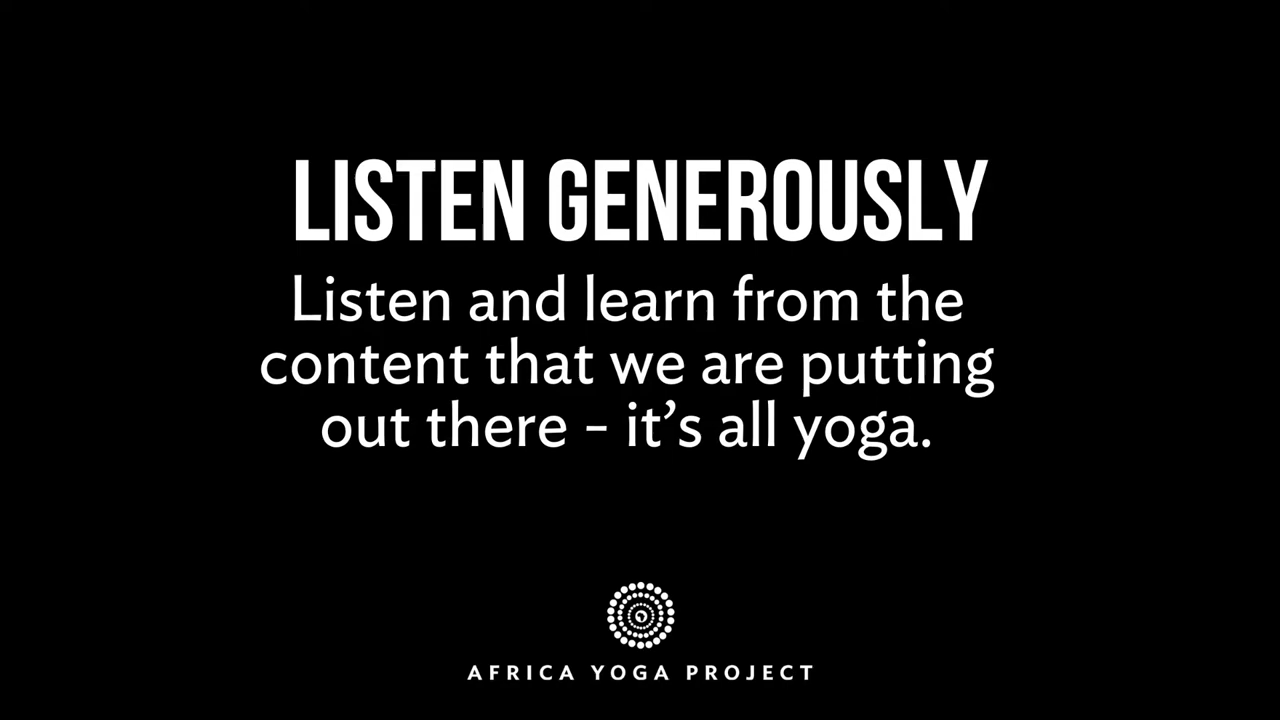 LISTEN GENEROUSLY
Listen and learn from the
content that we are putting
out there - it’s all yoga.
AFRICA YOGA PROJECT